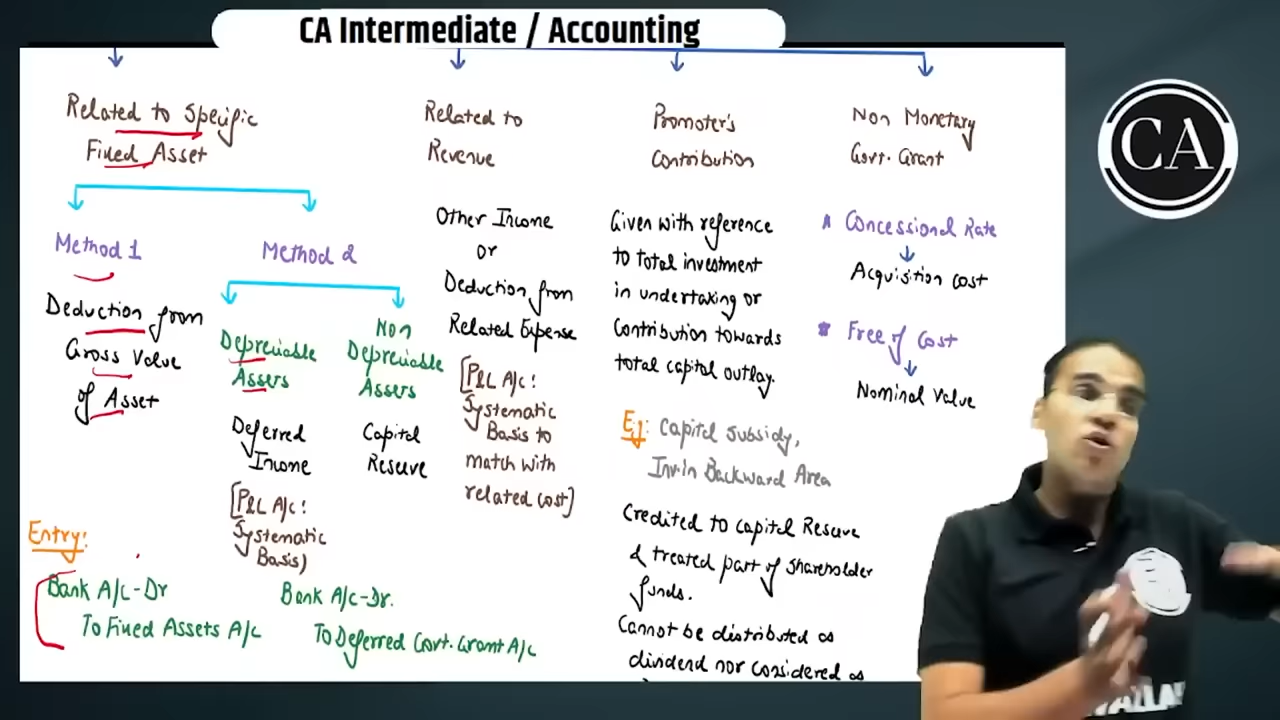 CA Intermediate / Accounting
Related to Specific
Fixed Asset
Method 1
Deduction from
Gross Value
of Asset
Method 2
Depreciable
Assets
Deferred
Income
[P&L A/c:
Systematic
Basis)
Non
Depreciable
Assets
Capital
Reserve
Entry:
Bank A/c-Dr
To Fixed Assets A/c
Bank A/c-Dr.
To Deferred Govt. Grant A/c
Related to
Revenue
Other Income
or
Deduction from
Related Expense
[P&L A/c:
Systematic
Basis to
match with
related cost]
Promoter's
Contribution
Given with reference
to total investment
in undertaking or
contribution towards
total capital outlay.
Eg: Capital Subsidy,
Inv. in Backward Area
Credited to capital Reserve
& treated part of shareholder
funds.
Cannot be distributed as
dividend nor considered as
Non Monetary
Govt. Grant
Concessional Rate
Acquisition cost
Free of Cost
Nominal Value
CA
WALLAH